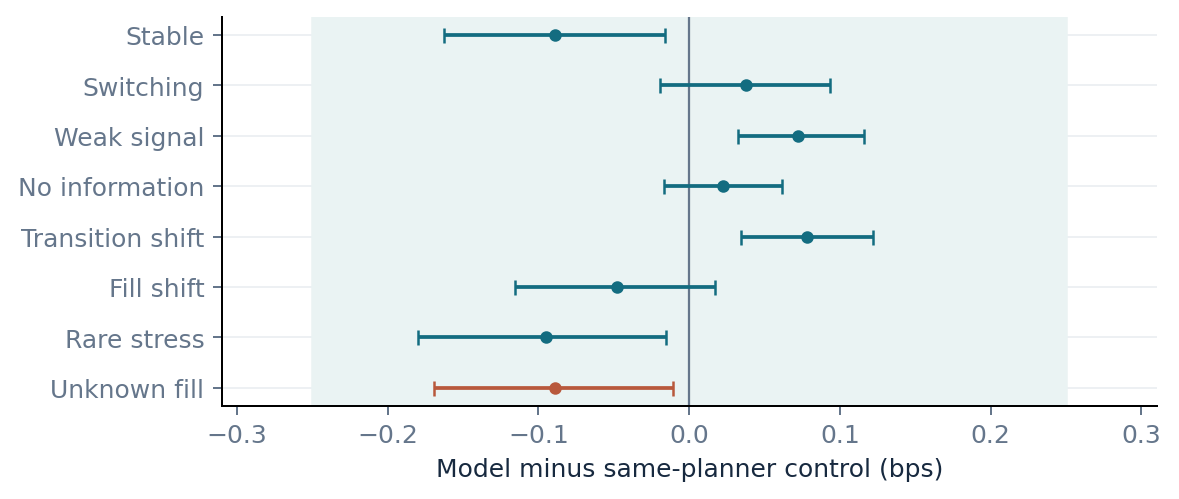 Stable
Switching
Weak signal
No information
Transition shift
Fill shift
Rare stress
Unknown fill
−0.3 −0.2 −0.1 0.0 0.1 0.2 0.3
Model minus same-planner control (bps)